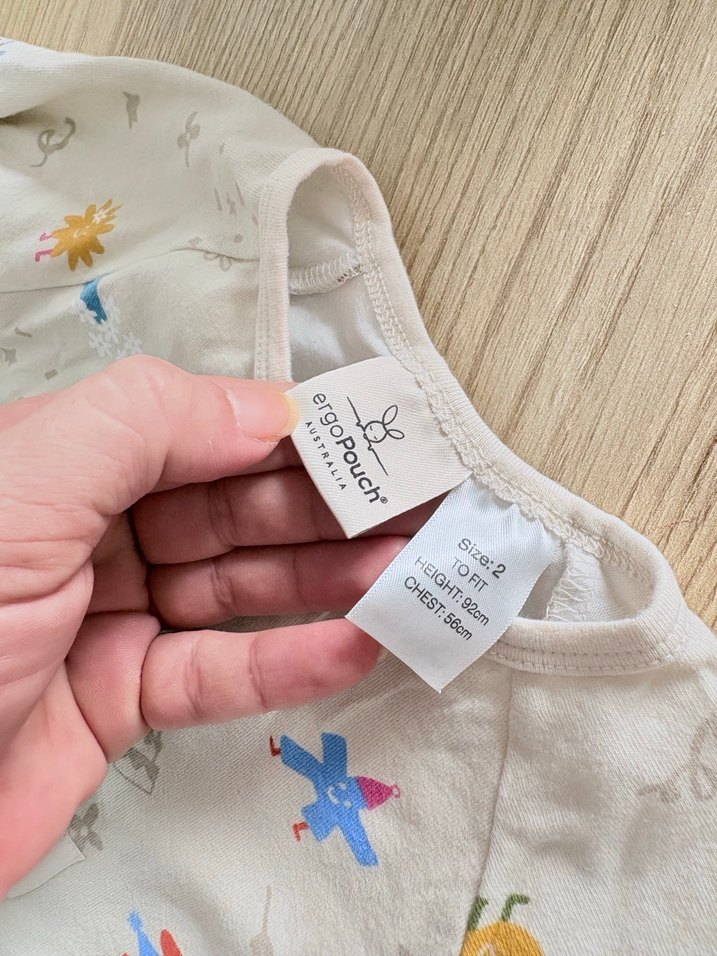 ergoPouch®
AUSTRALIA
Size: 2
TO FIT
HEIGHT: 92cm
CHEST: 56cm